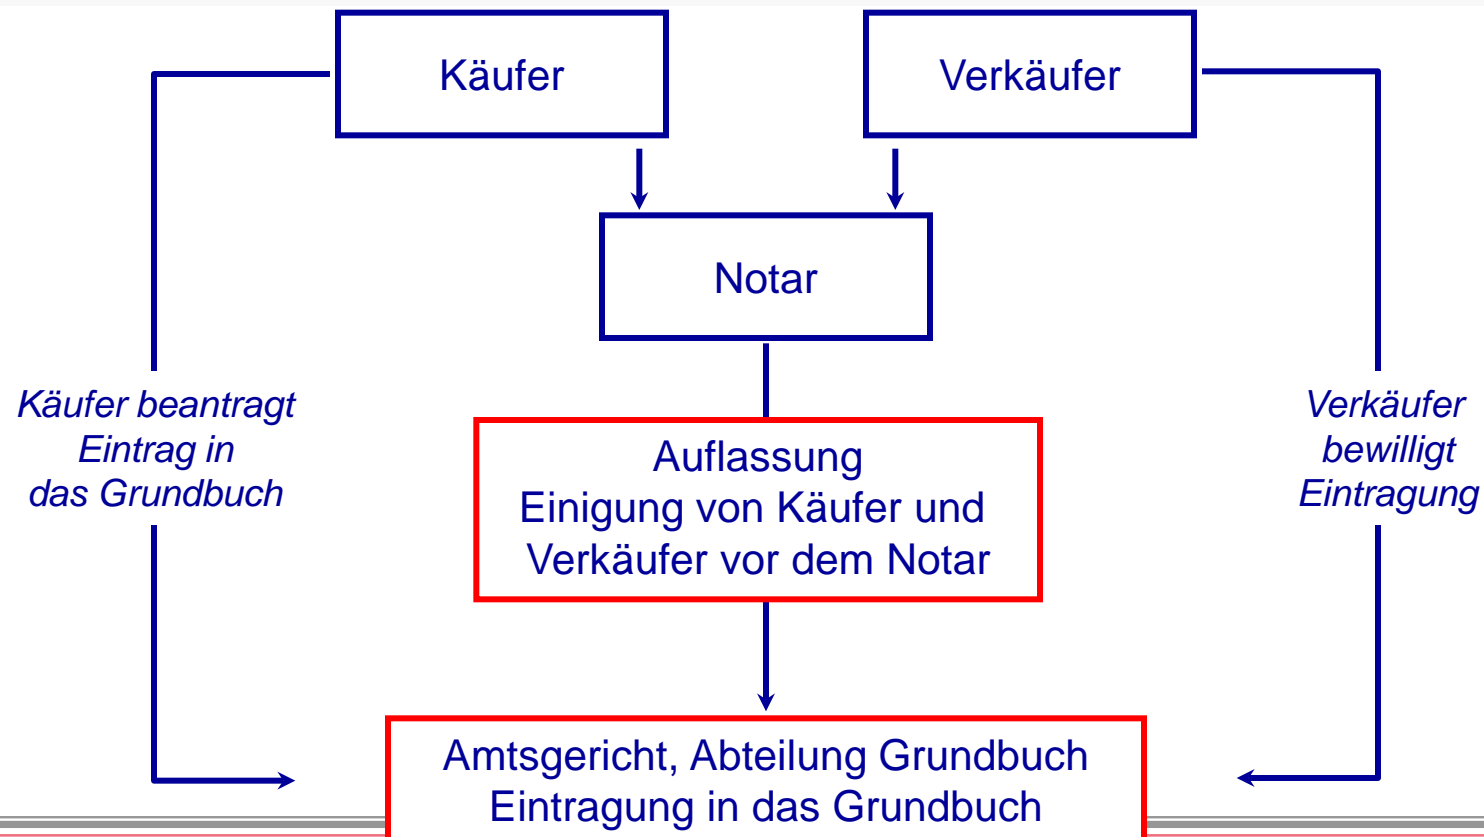 Käufer
Verkäufer
Notar
Käufer beantragt
Eintrag in
das Grundbuch
Verkäufer
bewilligt
Eintragung
Auflassung
Einigung von Käufer und
Verkäufer vor dem Notar
Amtsgericht, Abteilung Grundbuch
Eintragung in das Grundbuch